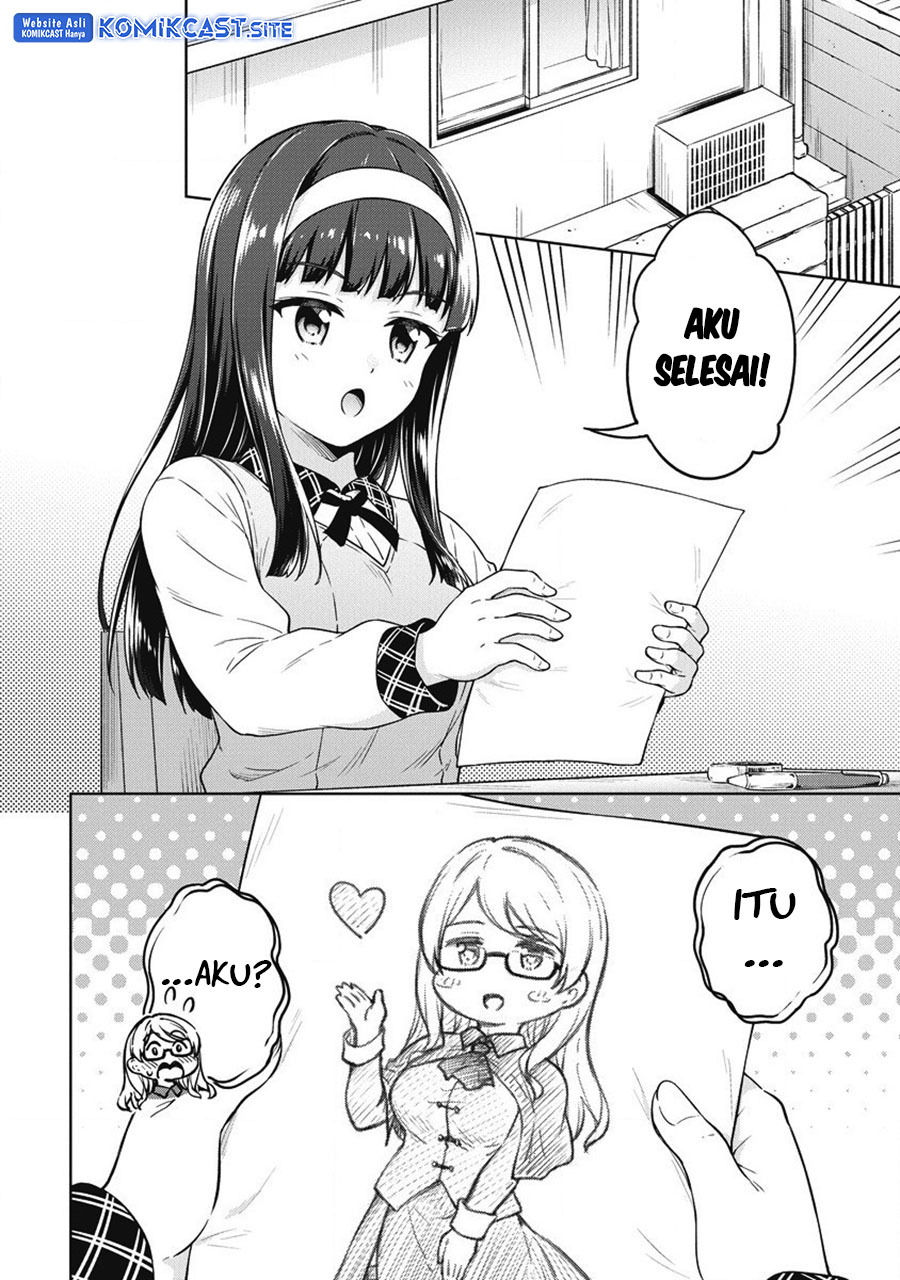 Website Asli
KOMIKCAST Hanya
KOMIKCAST.SITE
AKU
SELESAI!
ITU
...
...AKU?